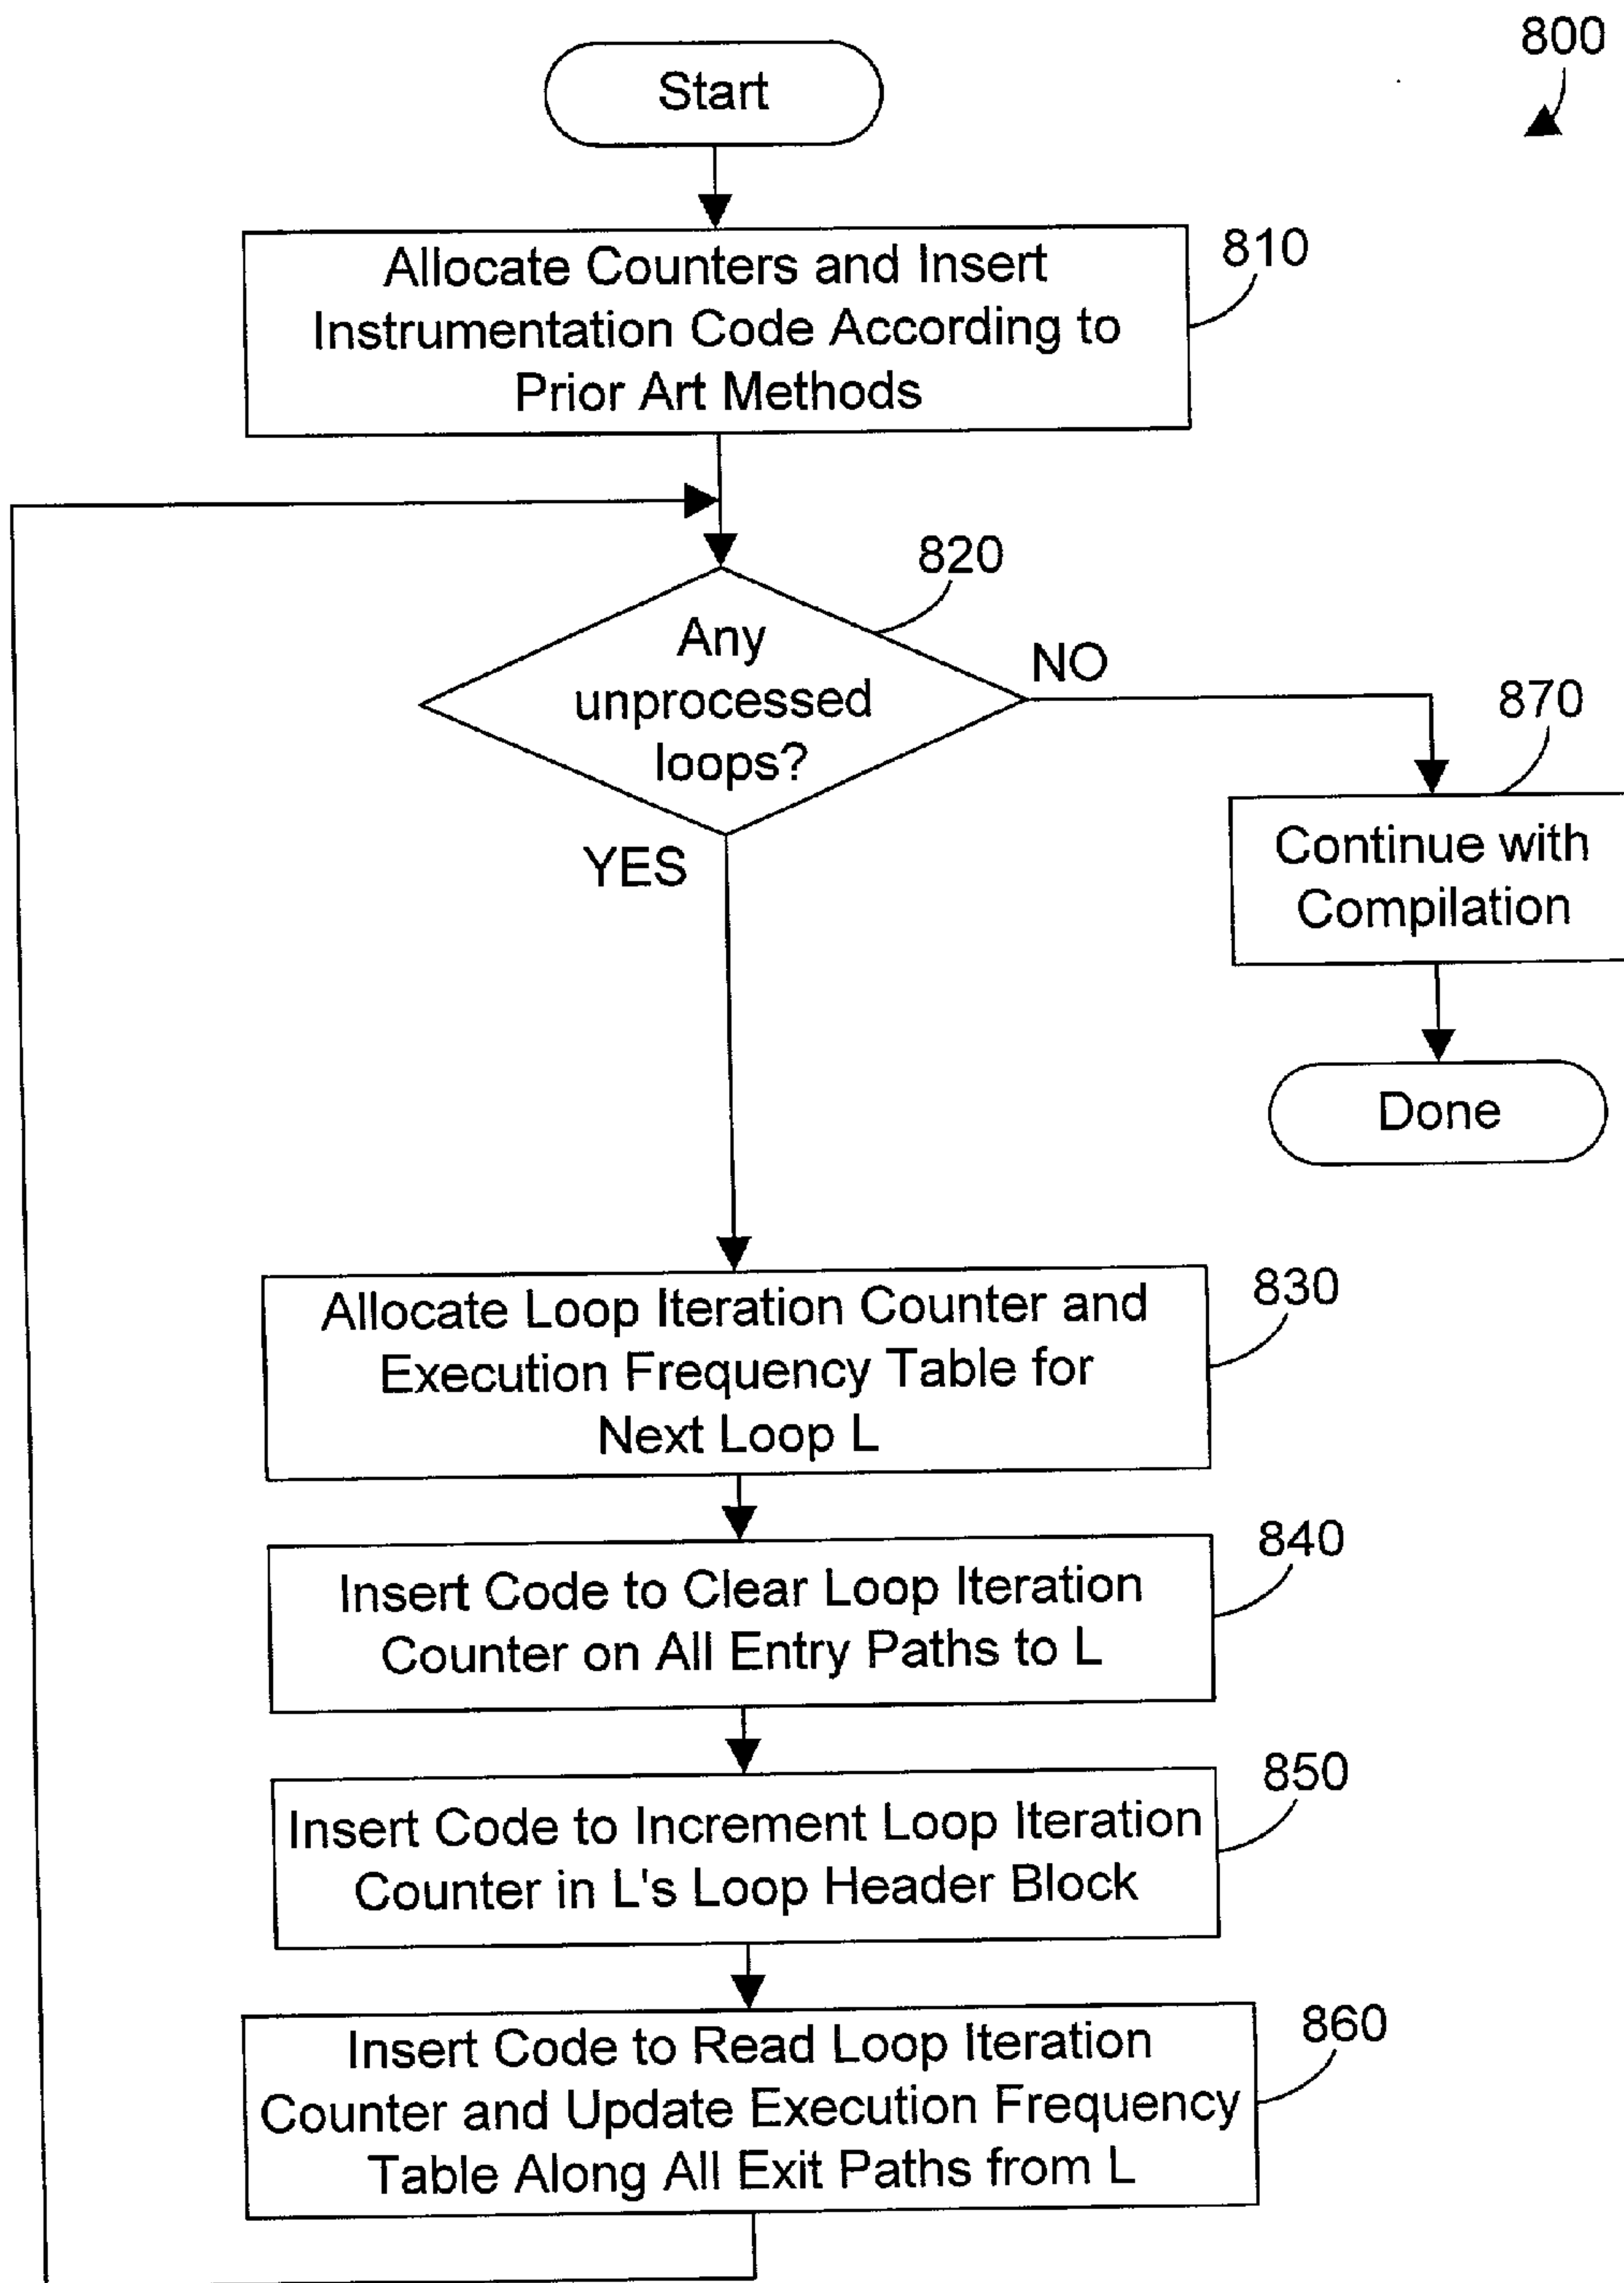 800
Start
810
Allocate Counters and Insert
Instrumentation Code According to
Prior Art Methods
820
Any
unprocessed
loops?
NO
YES
870
Continue with
Compilation
Done
830
Allocate Loop Iteration Counter and
Execution Frequency Table for
Next Loop L
840
Insert Code to Clear Loop Iteration
Counter on All Entry Paths to L
850
Insert Code to Increment Loop Iteration
Counter in L's Loop Header Block
860
Insert Code to Read Loop Iteration
Counter and Update Execution Frequency
Table Along All Exit Paths from L